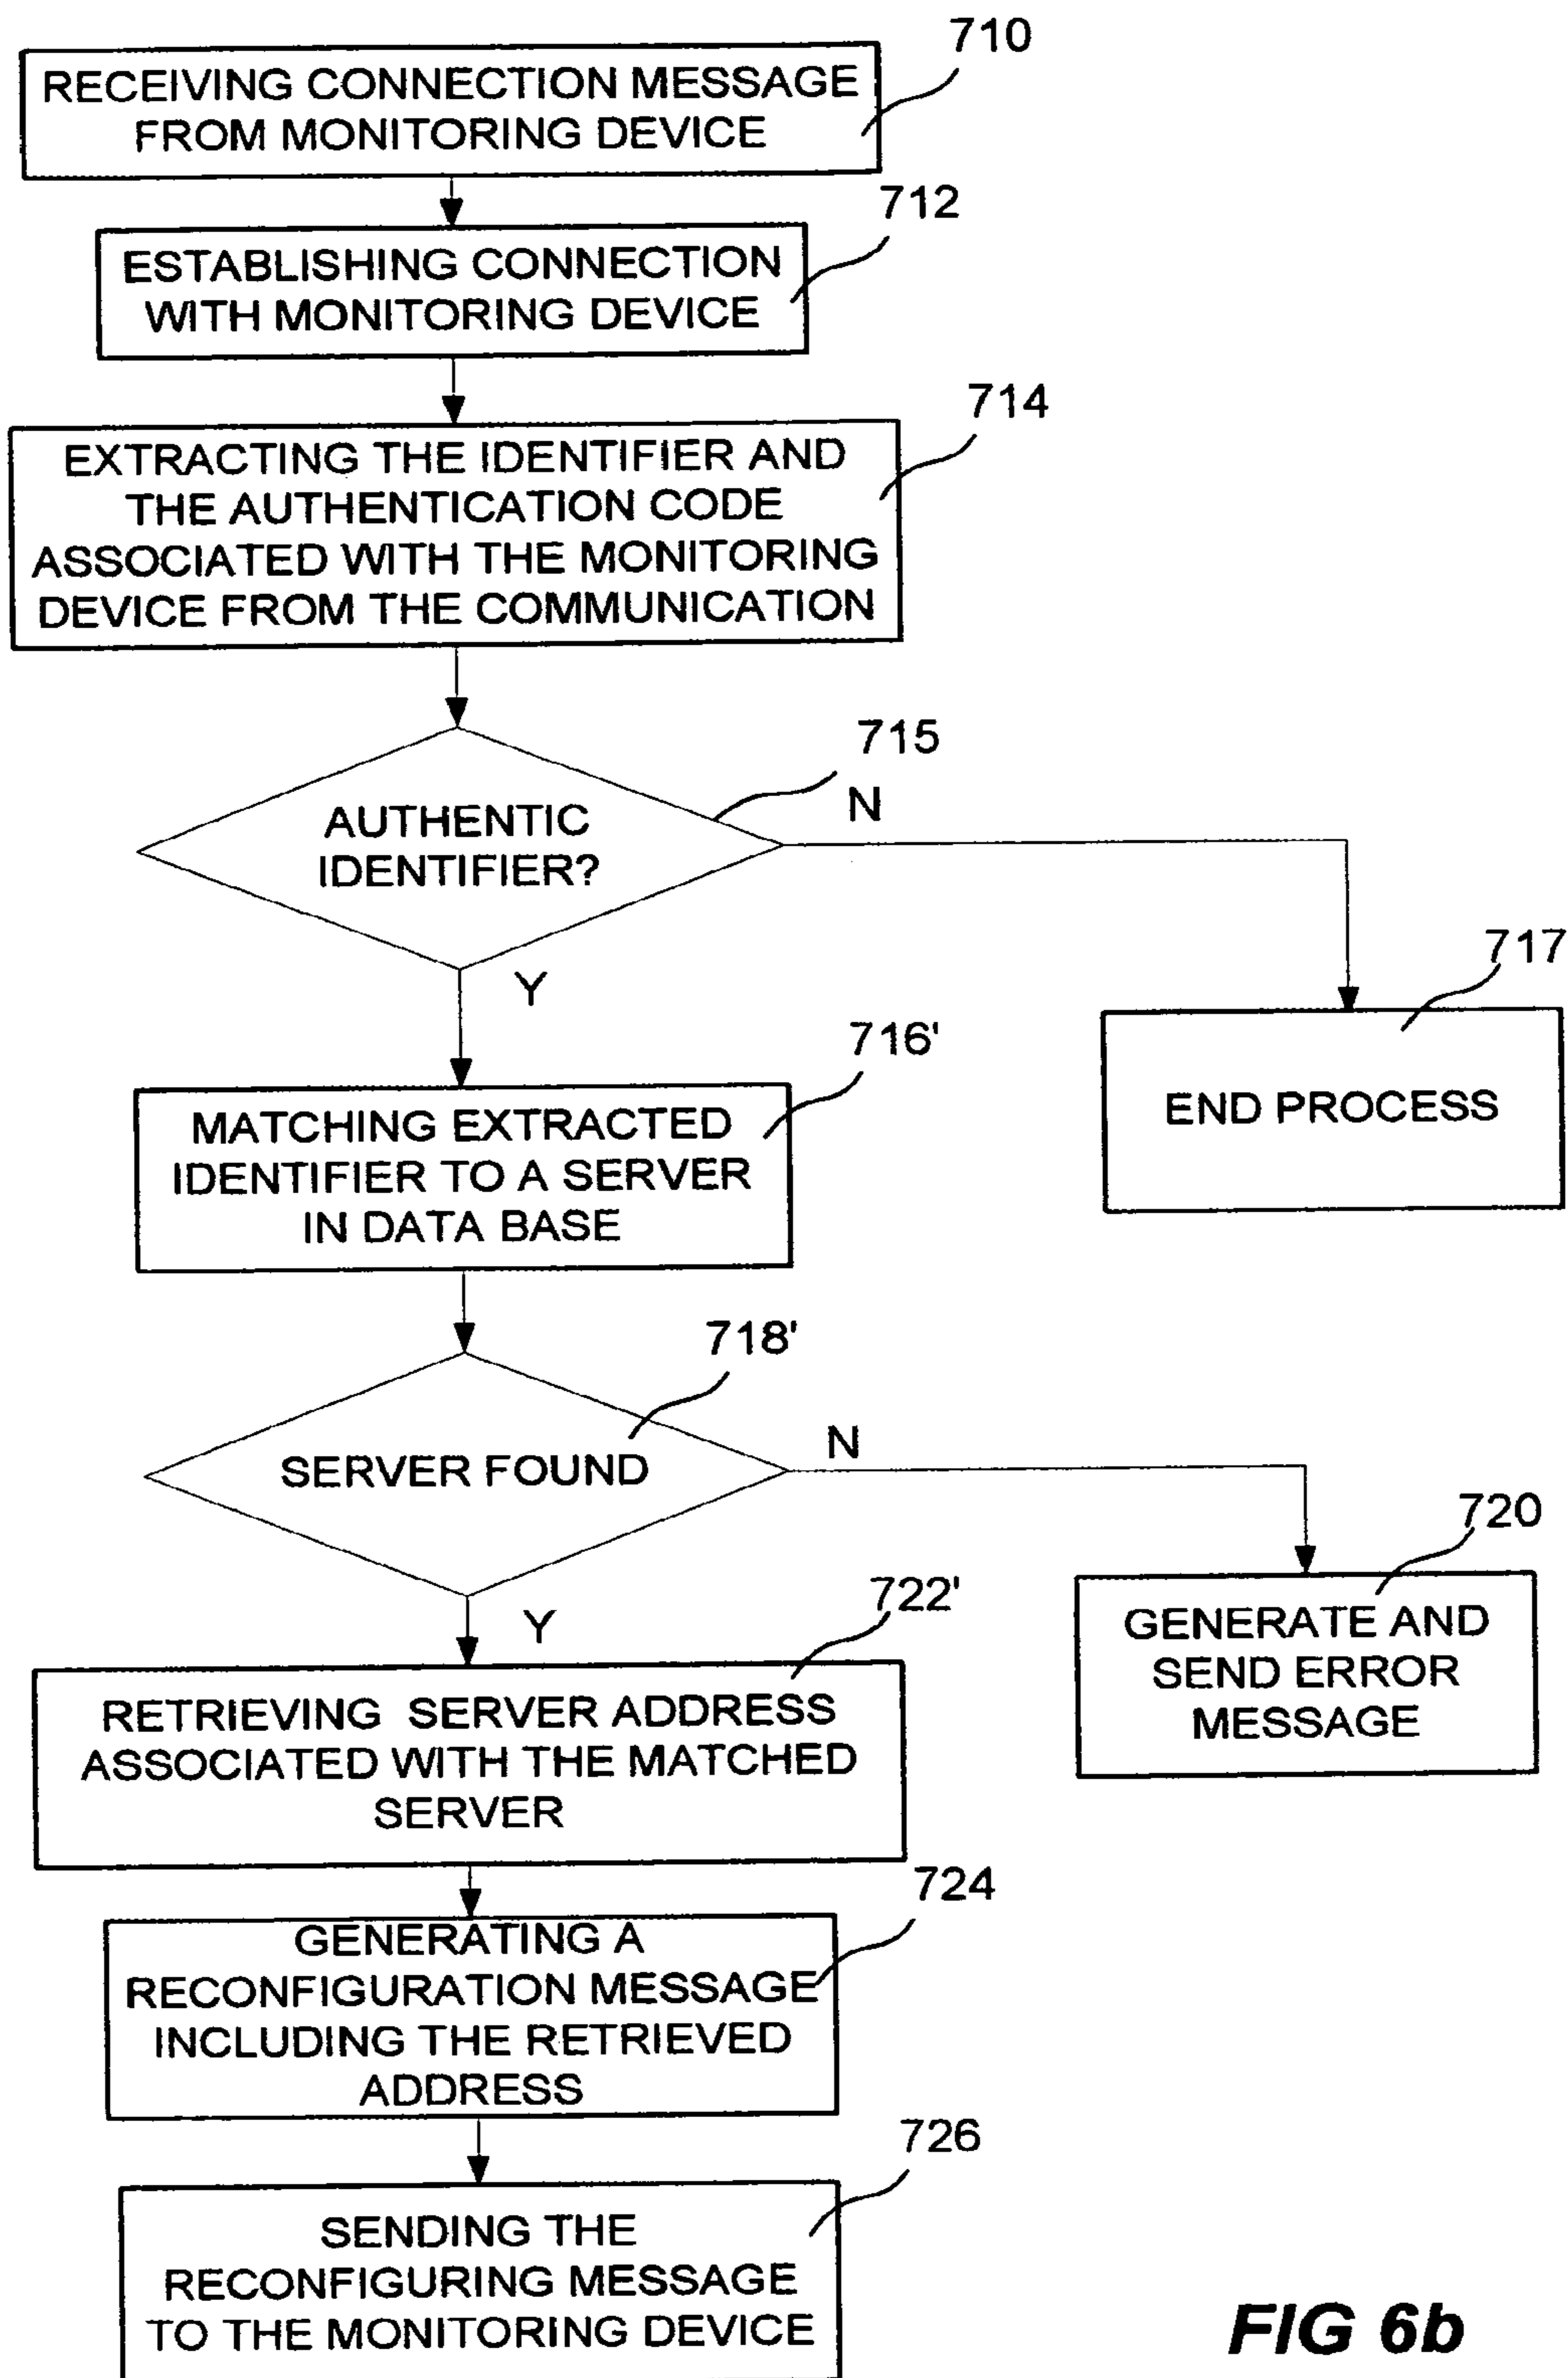 710
RECEIVING CONNECTION MESSAGE
FROM MONITORING DEVICE
712
ESTABLISHING CONNECTION
WITH MONITORING DEVICE
714
EXTRACTING THE IDENTIFIER AND
THE AUTHENTICATION CODE
ASSOCIATED WITH THE MONITORING
DEVICE FROM THE COMMUNICATION
715
AUTHENTIC
IDENTIFIER?
N
Y
717
END PROCESS
716'
MATCHING EXTRACTED
IDENTIFIER TO A SERVER
IN DATA BASE
718'
SERVER FOUND
N
Y
720
GENERATE AND
SEND ERROR
MESSAGE
722'
RETRIEVING SERVER ADDRESS
ASSOCIATED WITH THE MATCHED
SERVER
724
GENERATING A
RECONFIGURATION MESSAGE
INCLUDING THE RETRIEVED
ADDRESS
726
SENDING THE
RECONFIGURING MESSAGE
TO THE MONITORING DEVICE
FIG 6b